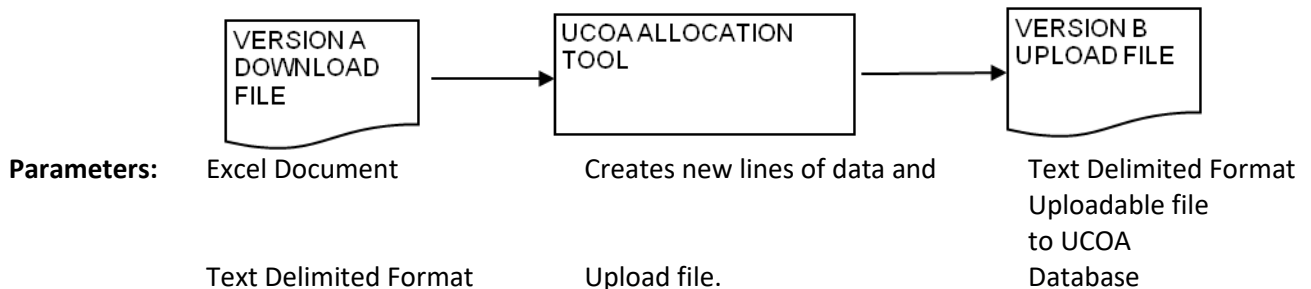 VERSION A
DOWNLOAD
FILE
UCOA ALLOCATION
TOOL
VERSION B
UPLOAD FILE
Parameters: Excel Document Creates new lines of data and Text Delimited Format
Uploadable file
to UCOA
Text Delimited Format Upload file. Database